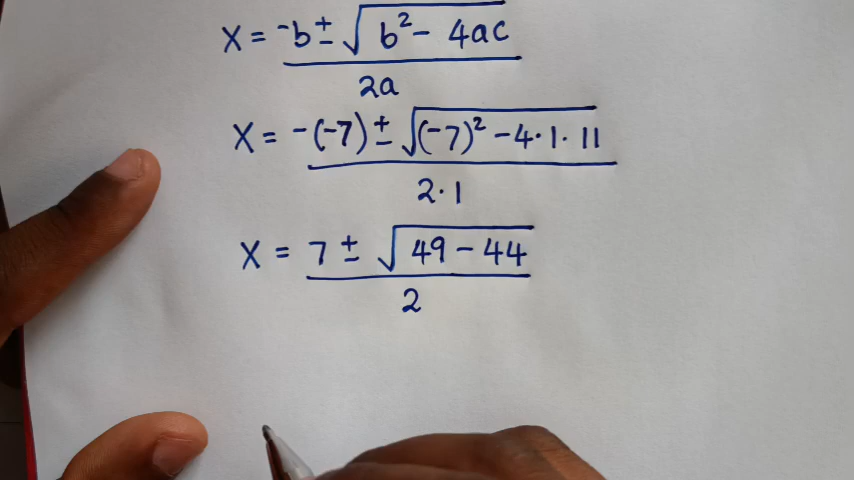 x = -b ± √b² - 4ac
2a
x = -(-7) ± √(-7)² - 4·1·11
2·1
x = 7 ± √49 - 44
2